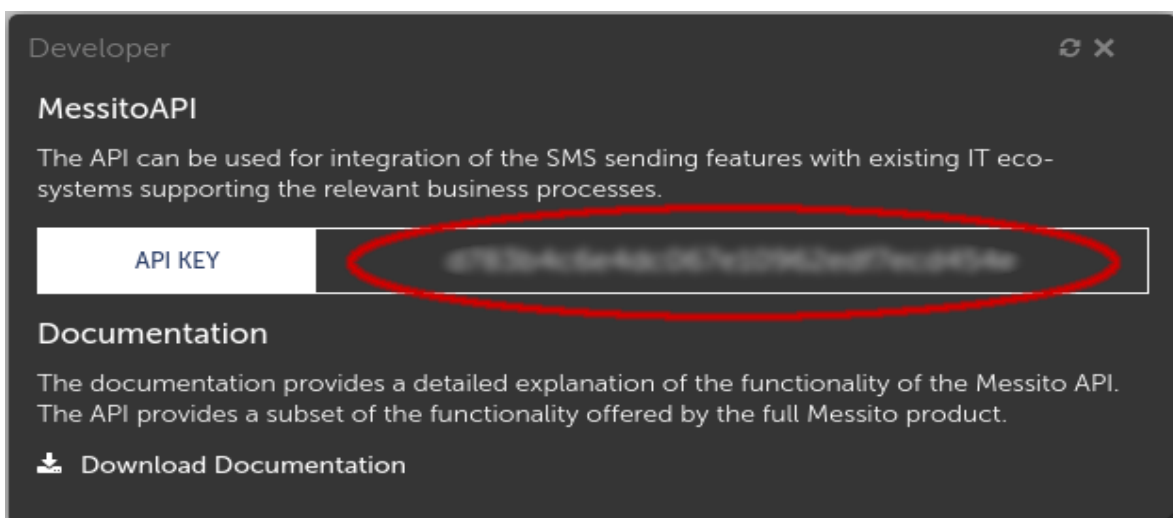 Developer
MessitoAPI
The API can be used for integration of the SMS sending features with existing IT eco-
systems supporting the relevant business processes.
API KEY
Documentation
The documentation provides a detailed explanation of the functionality of the Messito API.
The API provides a subset of the functionality offered by the full Messito product.
Download Documentation